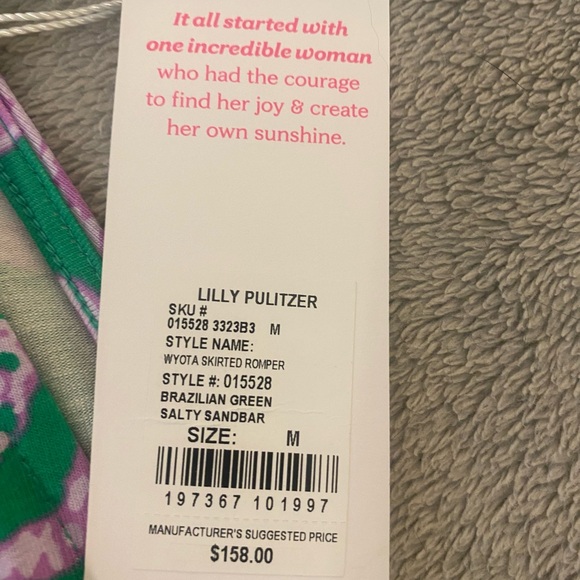 It all started with
one incredible woman
who had the courage
to find her joy & create
her own sunshine.
LILLY PULITZER
SKU #
015528 3323B3 M
STYLE NAME:
WYOTA SKIRTED ROMPER
STYLE #: 015528
BRAZILIAN GREEN
SALTY SANDBAR
SIZE: M
197367 101997
MANUFACTURER'S SUGGESTED PRICE
$158.00